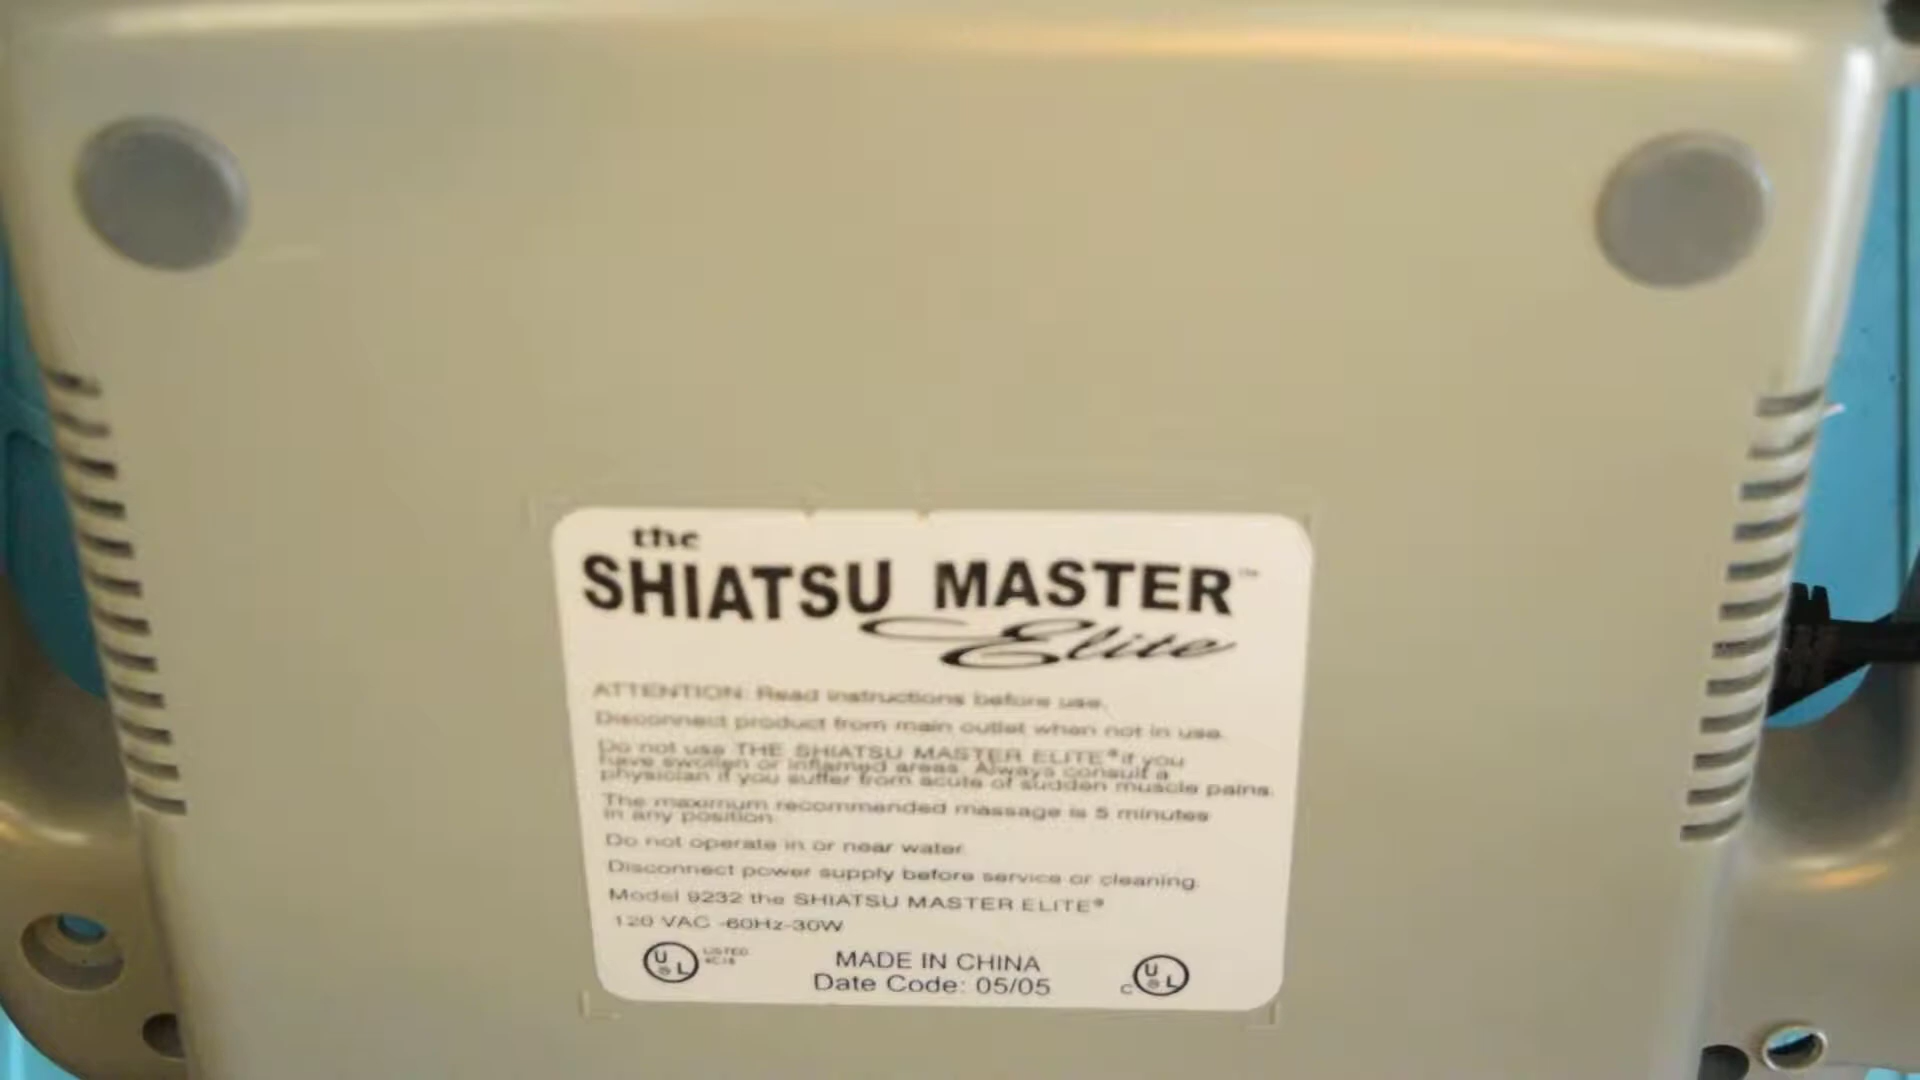 the
SHIATSU MASTER™
Elite
ATTENTION: Read instructions before use.
Disconnect product from main outlet when not in use.
Do not use THE SHIATSU MASTER ELITE® if you
have swollen or inflamed areas. Always consult a
physician if you suffer from acute of sudden muscle pains.
The maximum recommended massage is 5 minutes
in any position.
Do not operate in or near water.
Disconnect power supply before service or cleaning.
Model 9232 the SHIATSU MASTER ELITE®
120 VAC -60Hz-30W
UL LISTED
MADE IN CHINA
Date Code: 05/05
C UL